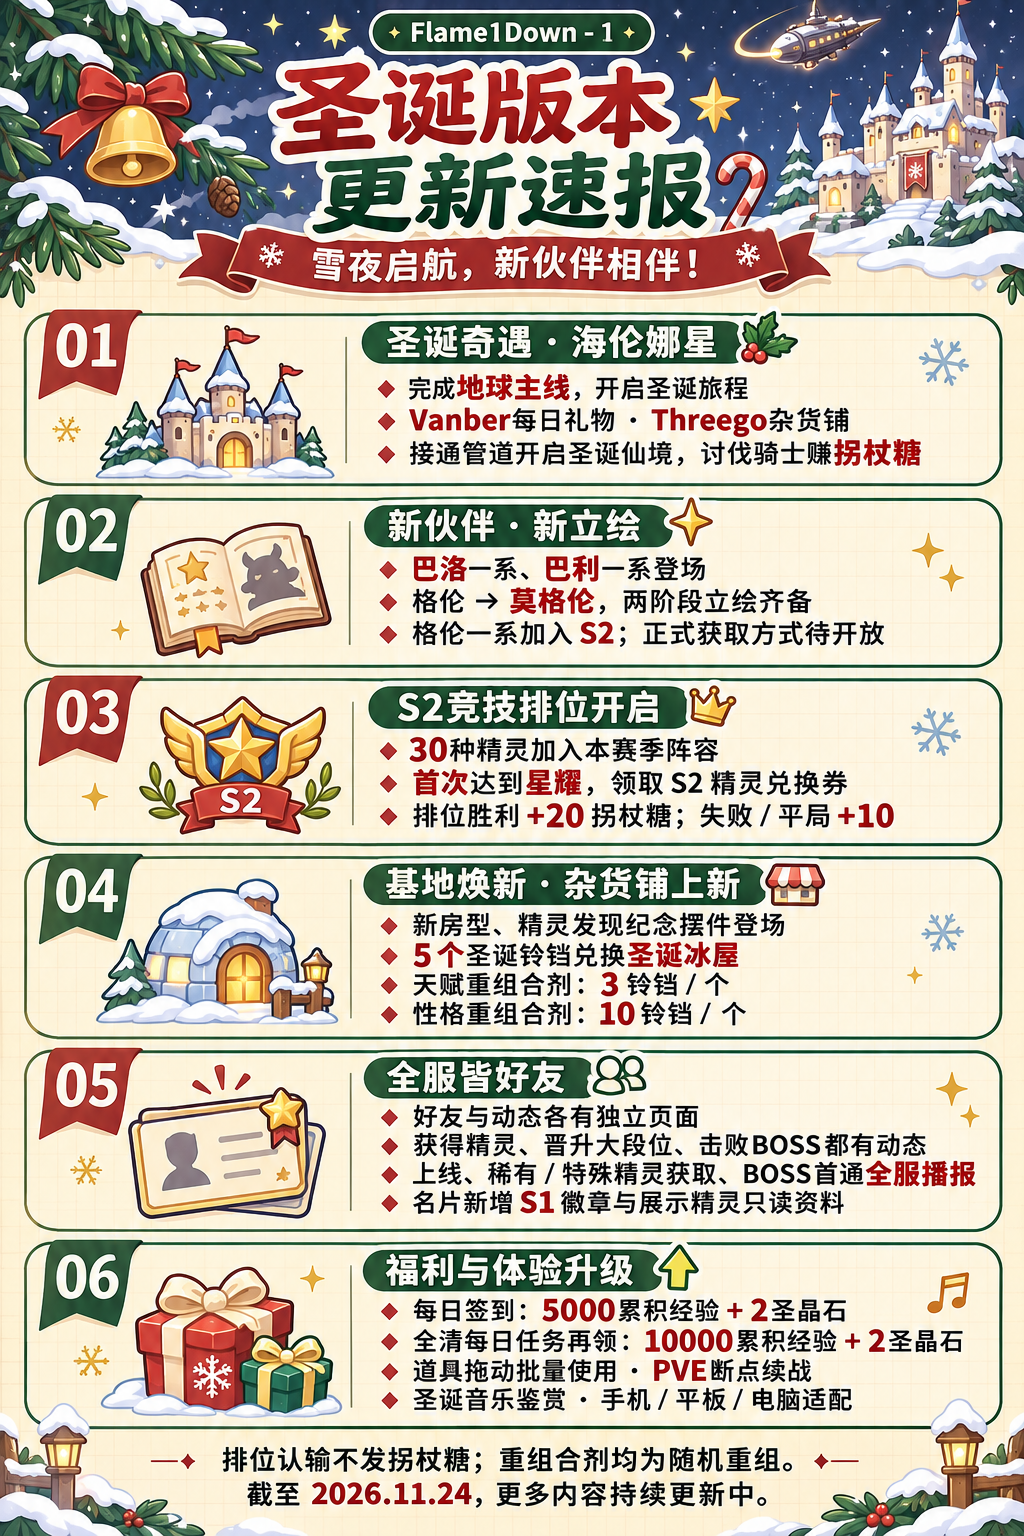 Flame1Down - 1
圣诞版本
更新速报
雪夜启航，新伙伴相伴！
01
圣诞奇遇 · 海伦娜星
完成地球主线，开启圣诞旅程
Vanber每日礼物 · Threego杂货铺
接通管道开启圣诞仙境，讨伐骑士赚拐杖糖
02
新伙伴 · 新立绘
巴洛一系、巴利一系登场
格伦 → 莫格伦，两阶段立绘齐备
格伦一系加入 S2；正式获取方式待开放
03
S2竞技排位开启
S2
30种精灵加入本赛季阵容
首次达到星耀，领取 S2 精灵兑换券
排位胜利 +20 拐杖糖；失败 / 平局 +10
04
基地焕新 · 杂货铺上新
新房型、精灵发现纪念摆件登场
5个圣诞铃铛兑换圣诞冰屋
天赋重组合剂：3 铃铛 / 个
性格重组合剂：10 铃铛 / 个
05
全服皆好友
好友与动态各有独立页面
获得精灵、晋升大段位、击败BOSS都有动态
上线、稀有 / 特殊精灵获取、BOSS首通全服播报
名片新增 S1 徽章与展示精灵只读资料
06
福利与体验升级
每日签到：5000累积经验 + 2圣晶石
全清每日任务再领：10000累积经验 + 2圣晶石
道具拖动批量使用 · PVE断点续战
圣诞音乐鉴赏 · 手机 / 平板 / 电脑适配
排位认输不发拐杖糖；重组合剂均为随机重组。
截至 2026.11.24，更多内容持续更新中。